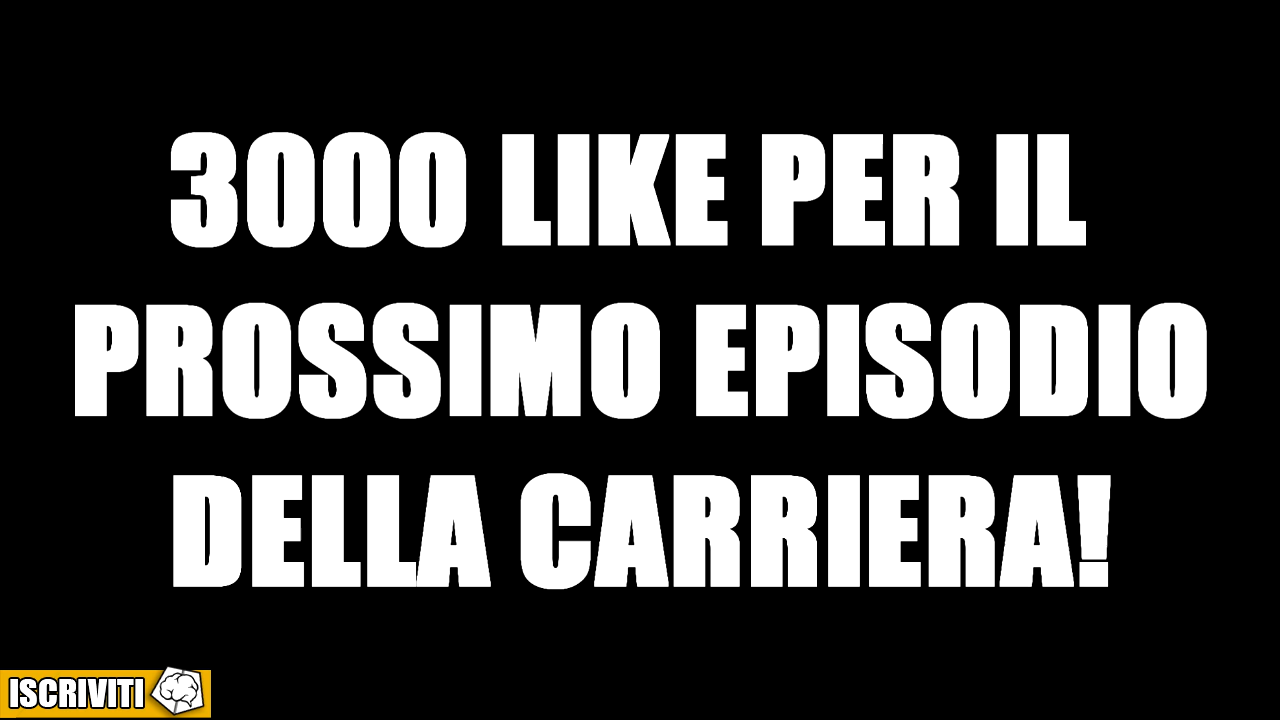 3000 LIKE PER IL
PROSSIMO EPISODIO
DELLA CARRIERA!
ISCRIVITI